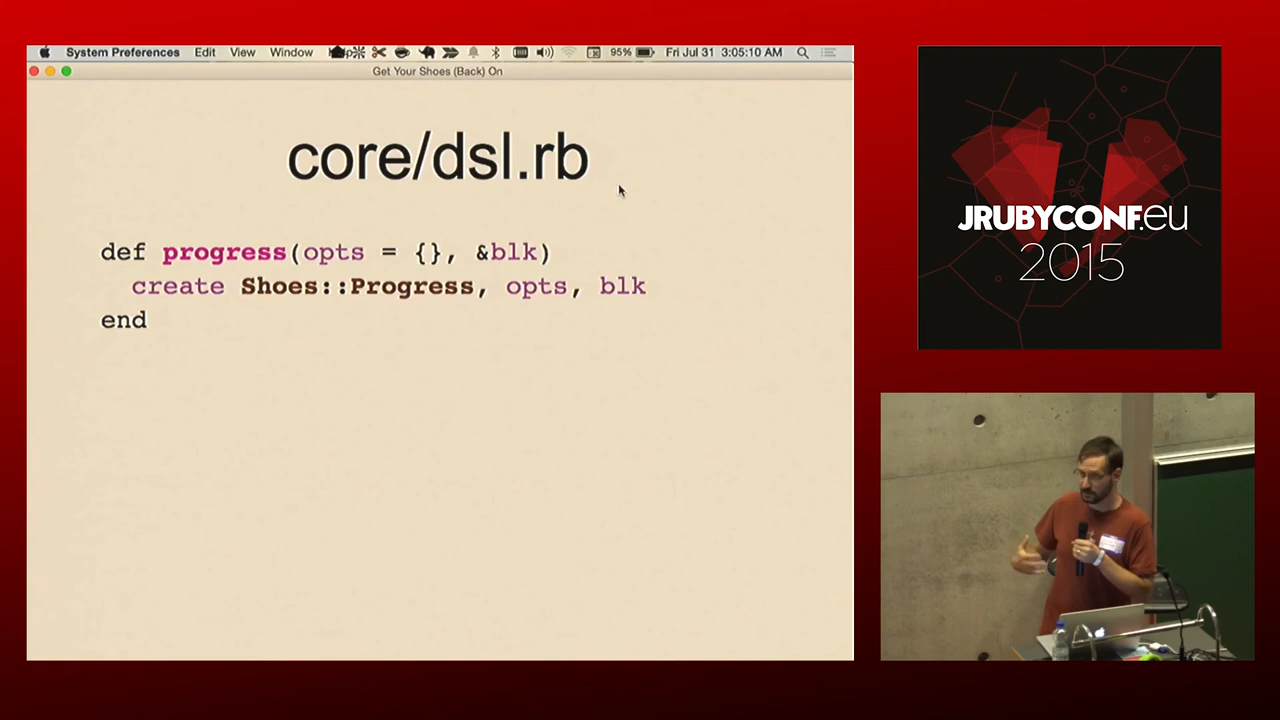 System Preferences Edit View Window 95% Fri Jul 31 3:05:10 AM
Get Your Shoes (Back) On
core/dsl.rb
def progress(opts = {}, &blk)
create Shoes::Progress, opts, blk
end
JRUBYCONF.eu
2015